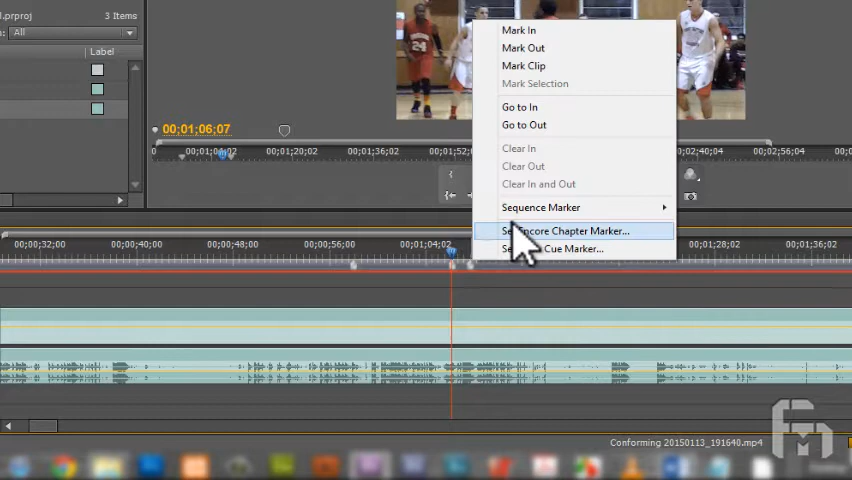 l.prproj
3 Items
All
Label
24
Mark In
Mark Out
Mark Clip
Mark Selection
Go to In
Go to Out
Clear In
Clear Out
Clear In and Out
Sequence Marker
Encore Chapter Marker...
Cue Marker...
00;01;06;07
0
00;01;20;00
00;01;36;02
00;01;52;
00;02;40;04
00;02;56;04
00;00;32;00
00;00;40;00
00;00;48;00
00;00;56;00
00;01;04;02
00;01;28;02
00;01;36;02
Conforming 20150113_191640.mp4